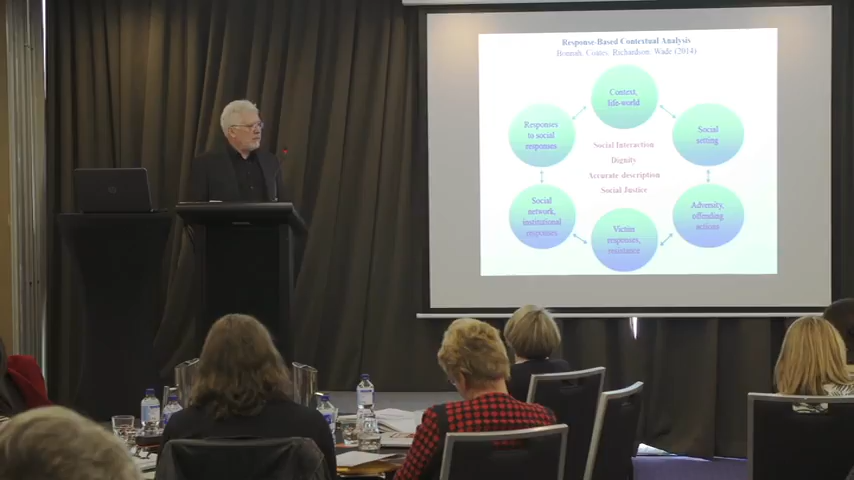 Response-Based Contextual Analysis
Bonnah, Coates, Richardson, Wade (2014)
Context,
life-world
Social
setting
Adversity,
offending
actions
Victim
responses,
resistance
Social
network,
institutional
responses
Responses
to social
responses
Social Interaction
Dignity
Accurate description
Social Justice